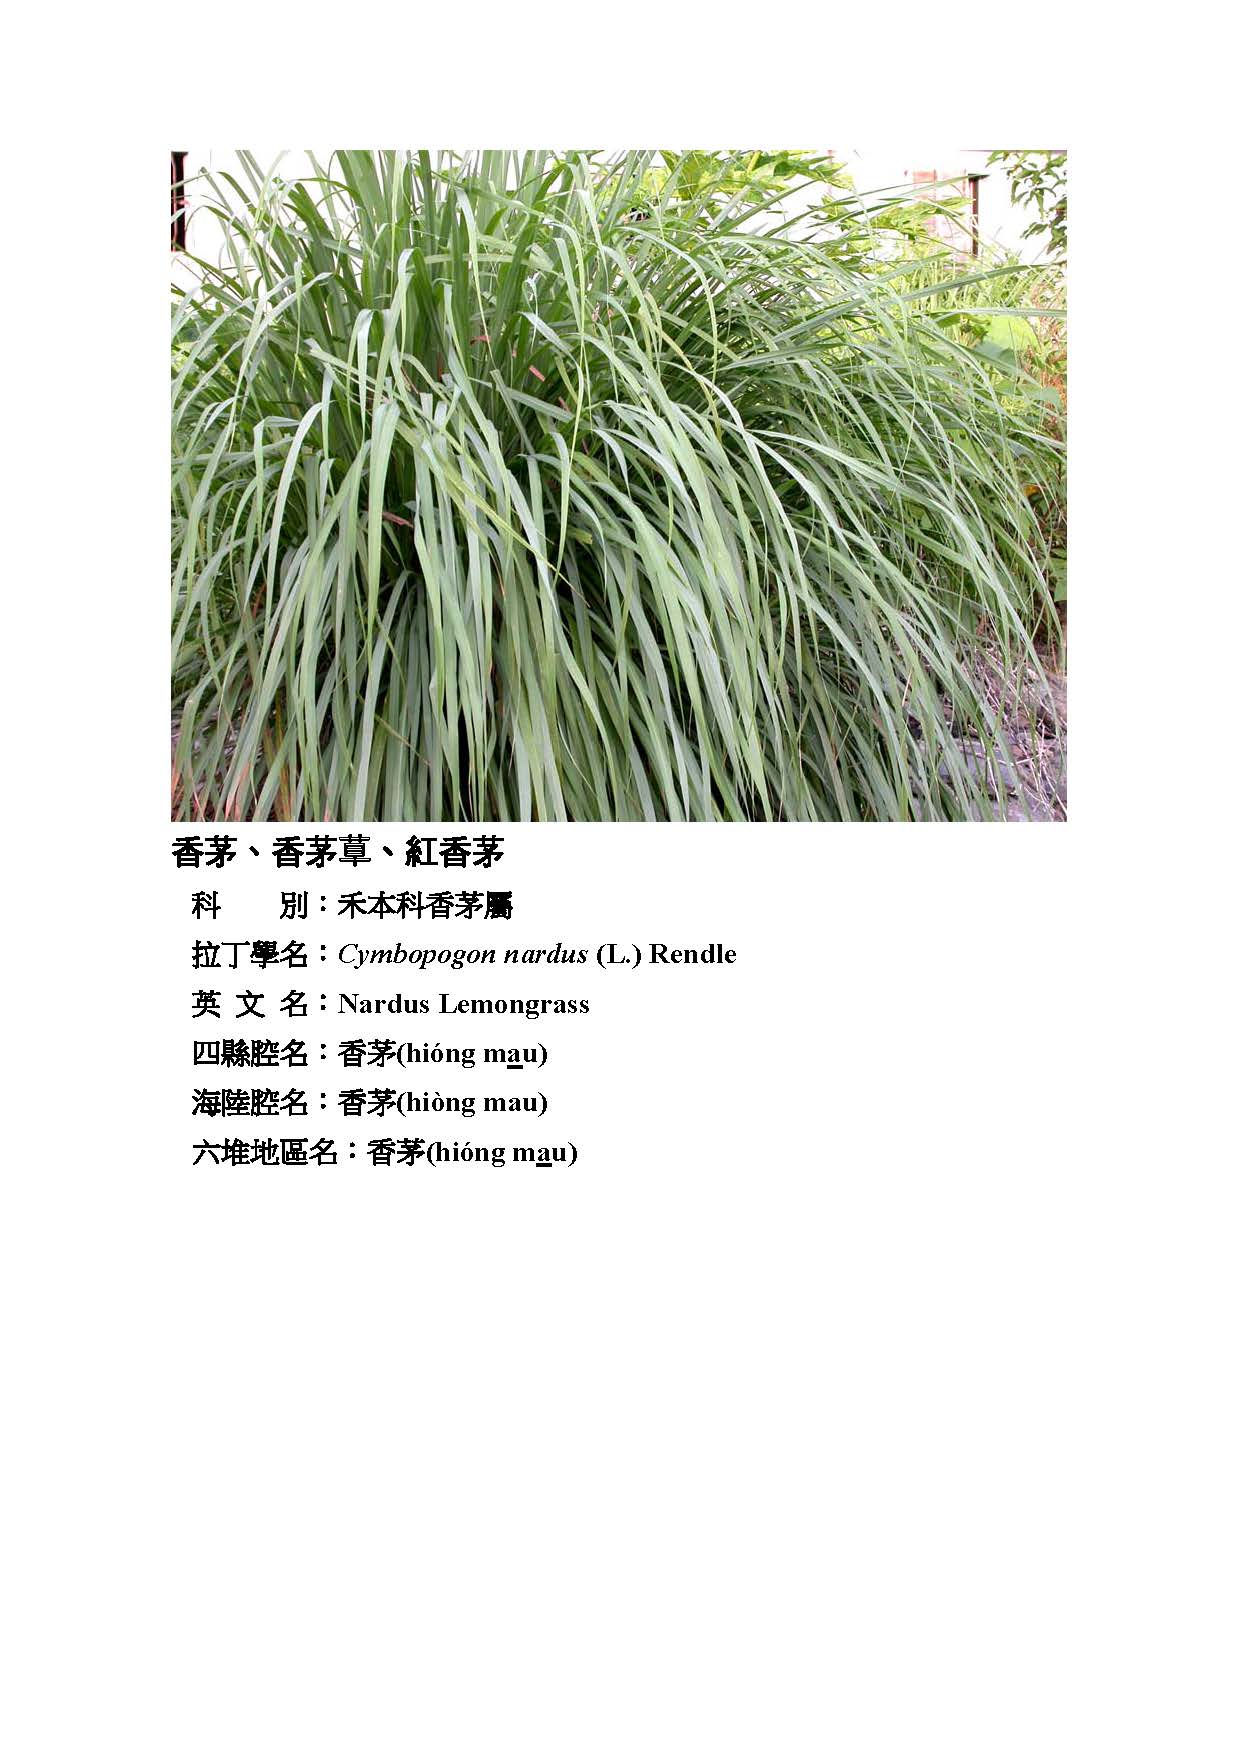 香茅、香茅草、紅香茅
科　　別：禾本科香茅屬
拉丁學名：Cymbopogon nardus (L.) Rendle
英 文 名：Nardus Lemongrass
四縣腔名：香茅(hióng ma̲u)
海陸腔名：香茅(hiòng mau)
六堆地區名：香茅(hióng ma̲u)